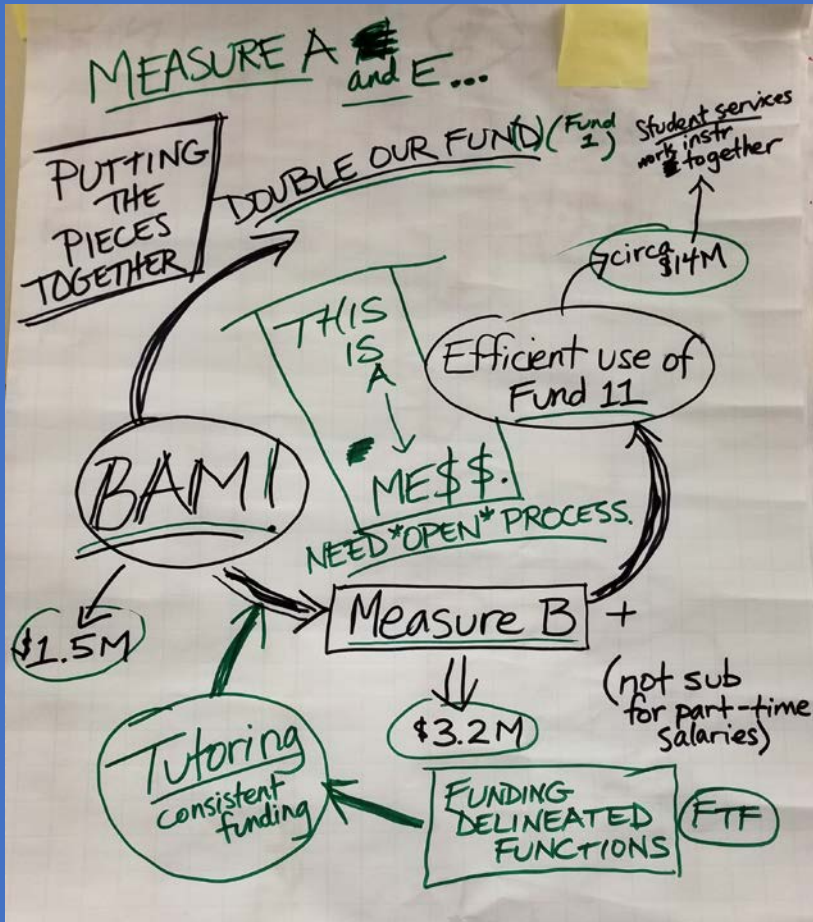 MEASURE A and E...
PUTTING
THE
PIECES
TOGETHER
DOUBLE OUR FUND) (Fund 1)
Student services
work instr
together
circa
$14M
Efficient use of
Fund 11
THIS
IS
A
ME$$.
NEED *OPEN* PROCESS.
BAM!
$1.5M
Measure B +
$3.2M
(not sub
for part-time
salaries)
Tutoring
consistent
funding
FUNDING
DELINEATED
FUNCTIONS
FTF